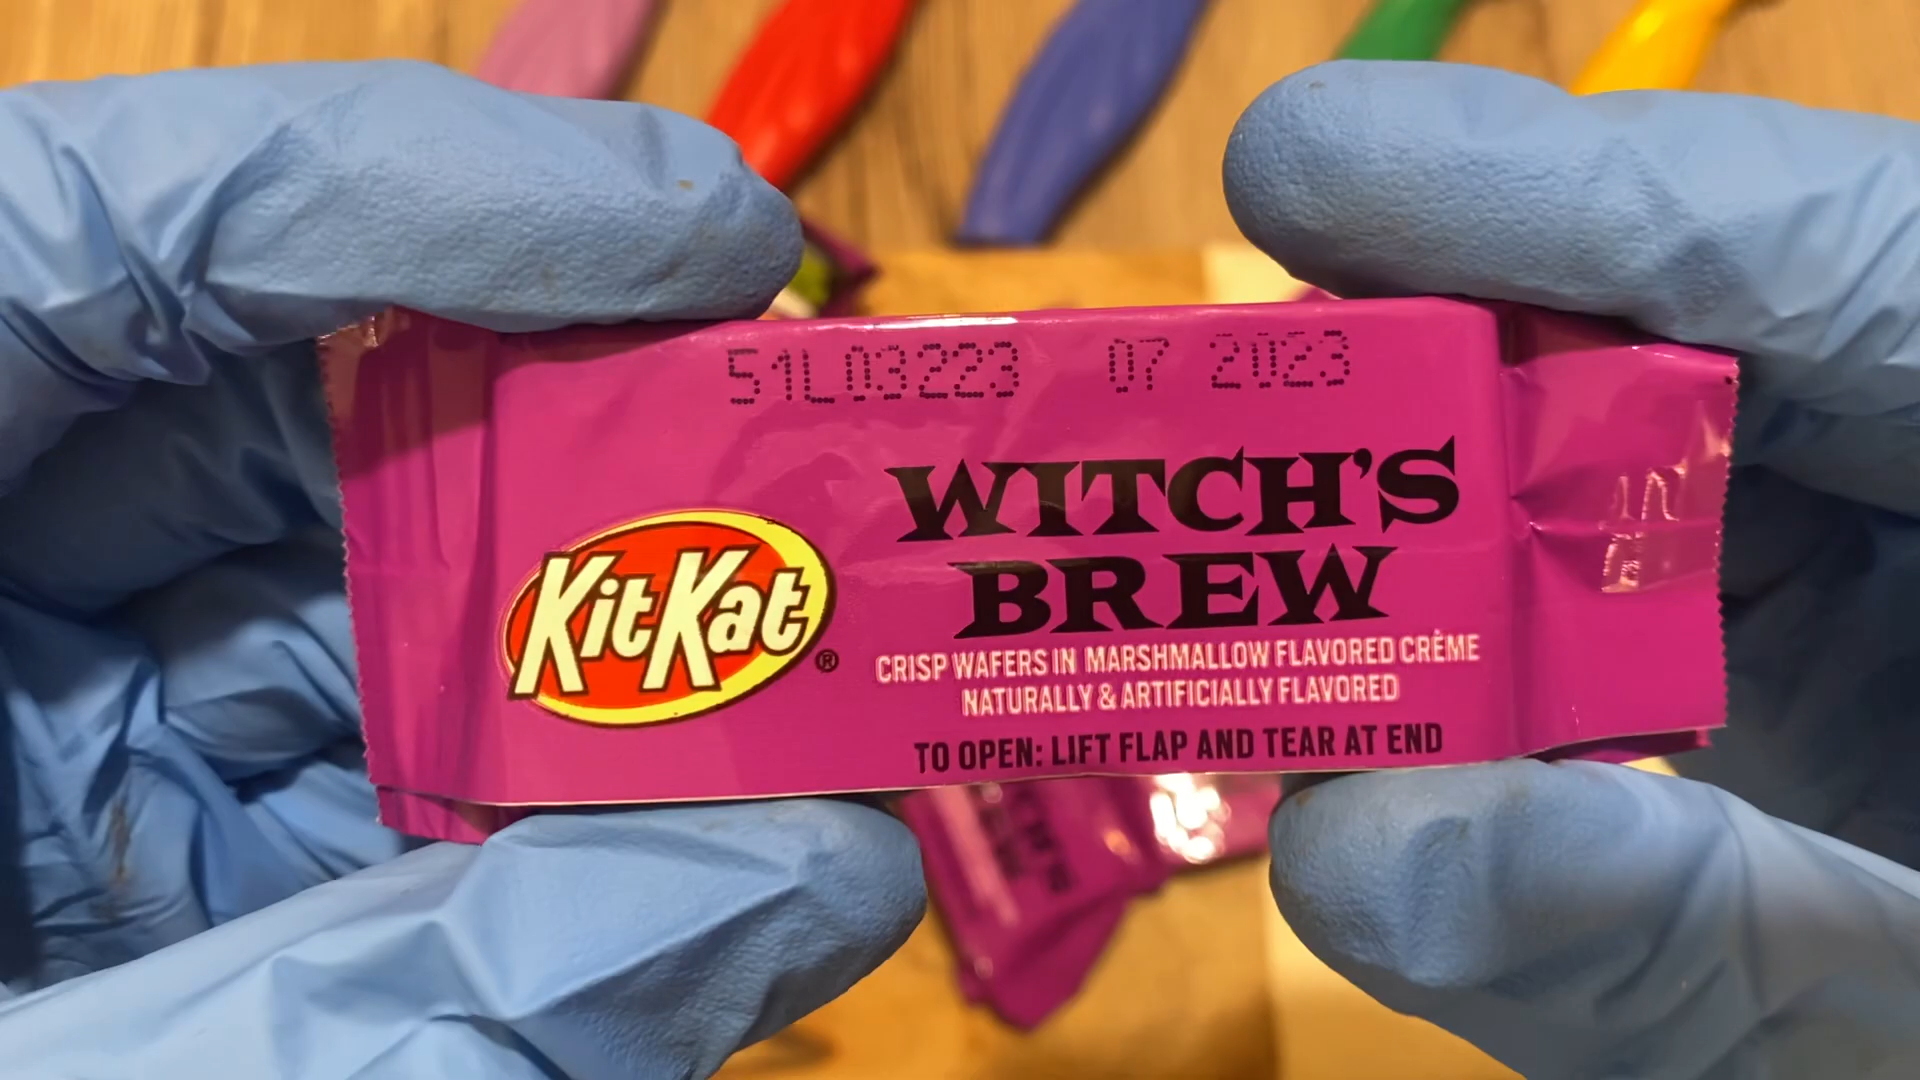 51L03223 07 2023
WITCH'S
BREW
KitKat®
CRISP WAFERS IN MARSHMALLOW FLAVORED CRÈME
NATURALLY & ARTIFICIALLY FLAVORED
TO OPEN: LIFT FLAP AND TEAR AT END